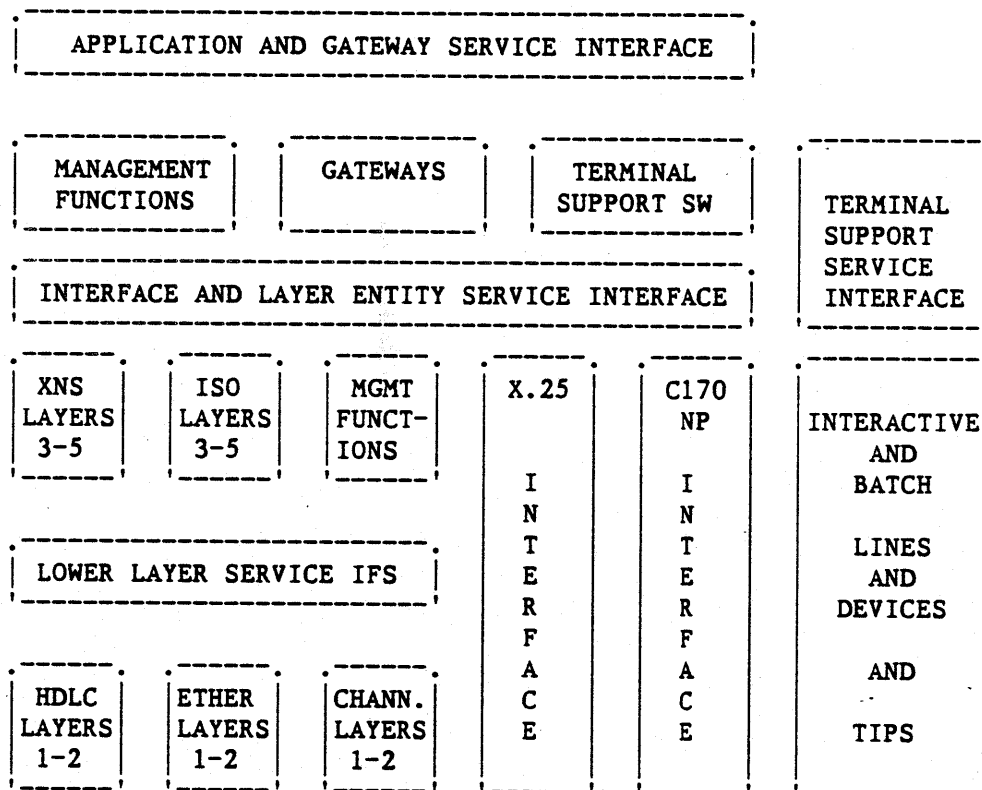 APPLICATION AND GATEWAY SERVICE INTERFACE
MANAGEMENT
FUNCTIONS
GATEWAYS
TERMINAL
SUPPORT SW
TERMINAL
SUPPORT
SERVICE
INTERFACE
INTERFACE AND LAYER ENTITY SERVICE INTERFACE
XNS
LAYERS
3-5
ISO
LAYERS
3-5
MGMT
FUNCT-
IONS
X.25
I
N
T
E
R
F
A
C
E
C170
NP
I
N
T
E
R
F
A
C
E
INTERACTIVE
AND
BATCH
LINES
AND
DEVICES
AND
TIPS
LOWER LAYER SERVICE IFS
HDLC
LAYERS
1-2
ETHER
LAYERS
1-2
CHANN.
LAYERS
1-2